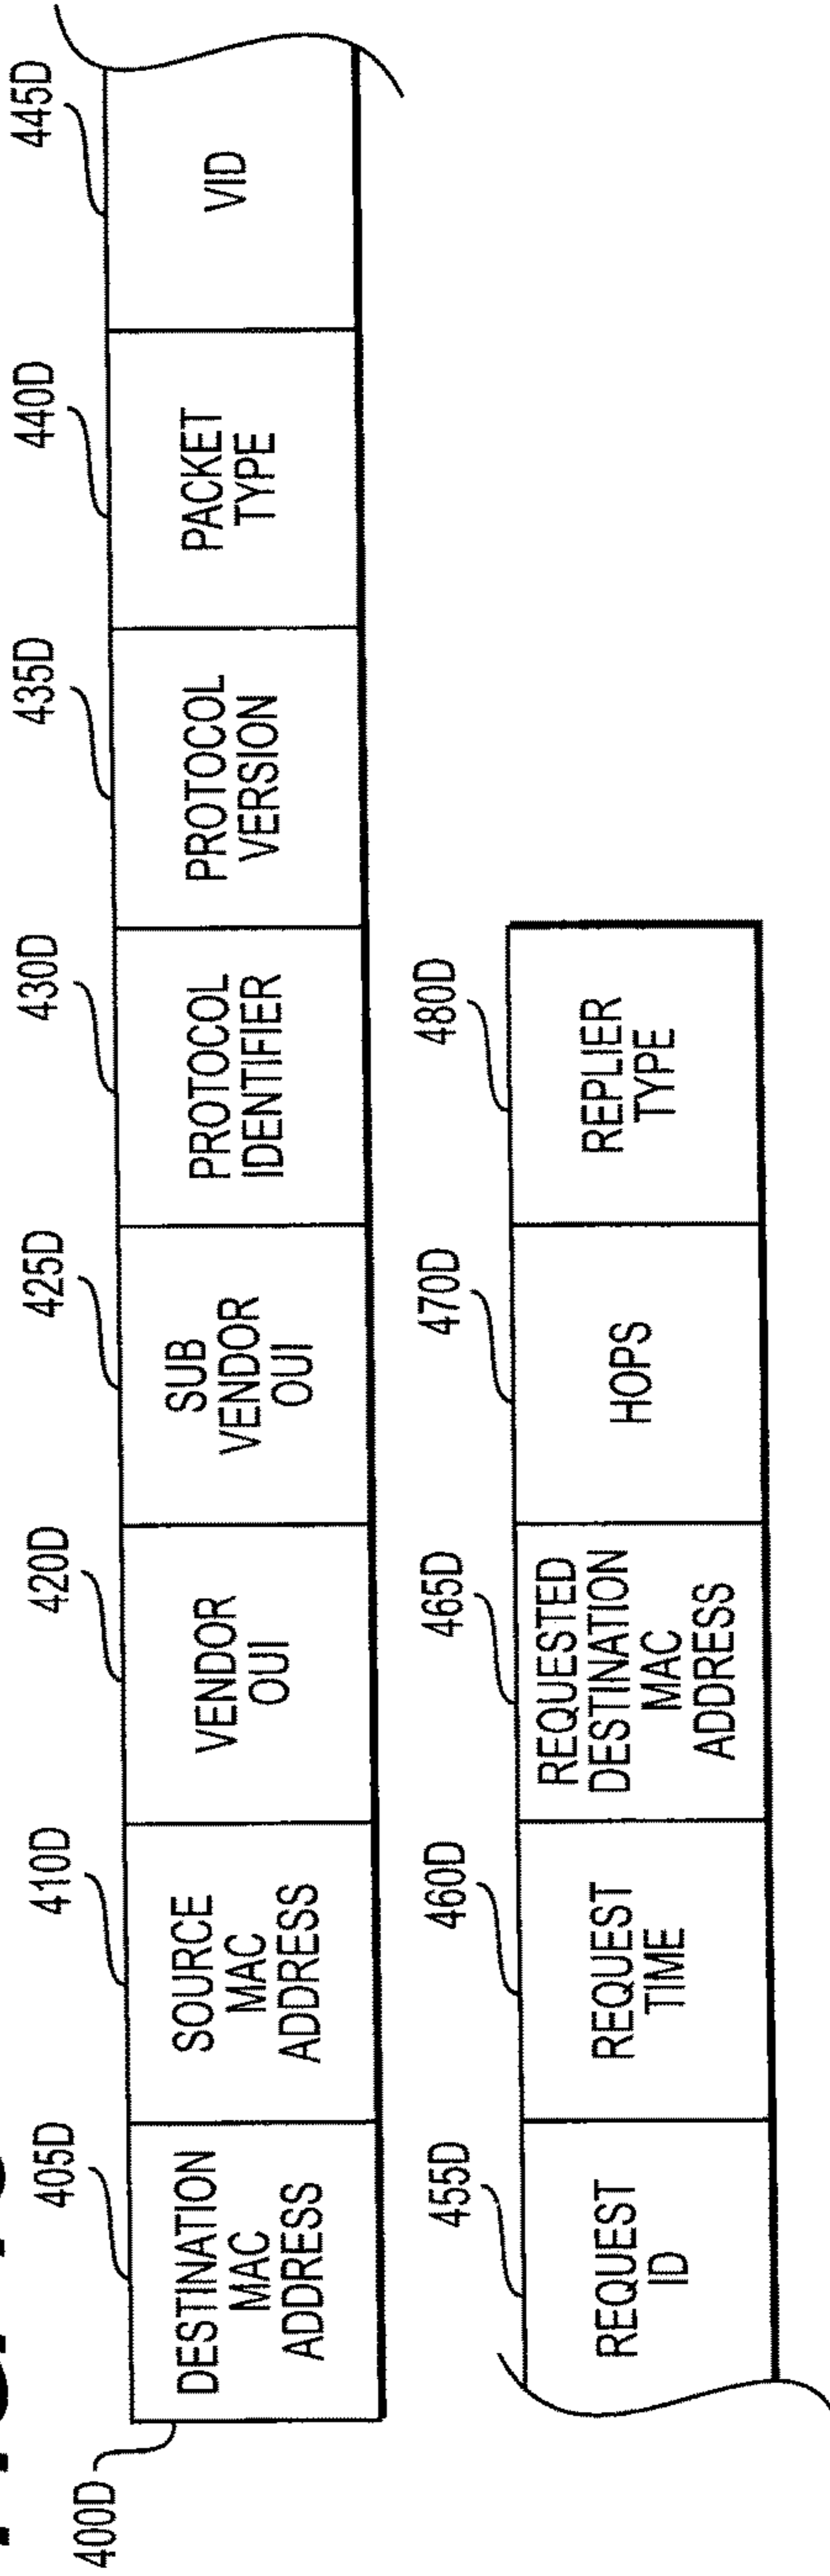 400D
405D
410D
420D
425D
430D
435D
440D
445D
DESTINATION
MAC
ADDRESS
SOURCE
MAC
ADDRESS
VENDOR
OUI
SUB
VENDOR
OUI
PROTOCOL
IDENTIFIER
PROTOCOL
VERSION
PACKET
TYPE
VID
455D
460D
465D
470D
480D
REQUEST
ID
REQUEST
TIME
REQUESTED
DESTINATION
MAC
ADDRESS
HOPS
REPLIER
TYPE